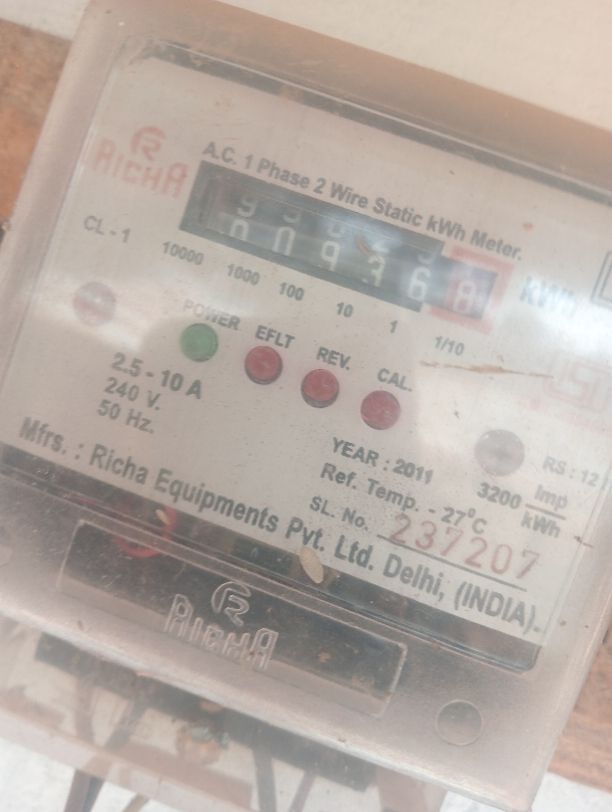 RICHA
A.C. 1 Phase 2 Wire Static kWh Meter.
CL - 1
0 0 9 3 6 8
kWh
10000 1000 100 10 1 1/10
POWER EFLT REV. CAL.
2.5 - 10 A
240 V.
50 Hz.
YEAR : 2011
Ref. Temp. - 27°C
SL. No. 237207
RS : 12
3200 Imp
kWh
Mfrs. : Richa Equipments Pvt. Ltd. Delhi, (INDIA).
RICHA